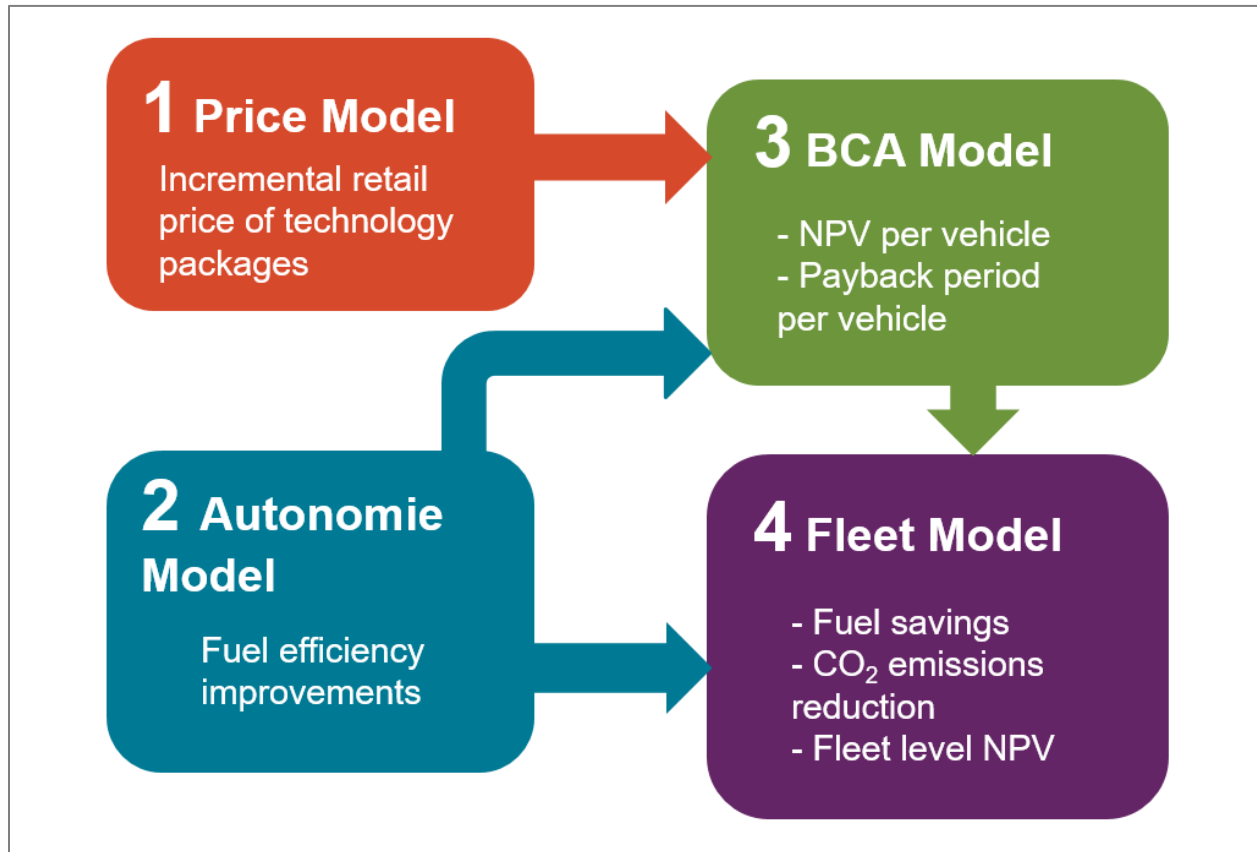 1 Price Model
Incremental retail
price of technology
packages
2 Autonomie
Model
Fuel efficiency
improvements
3 BCA Model
- NPV per vehicle
- Payback period
per vehicle
4 Fleet Model
- Fuel savings
- CO₂ emissions
reduction
- Fleet level NPV